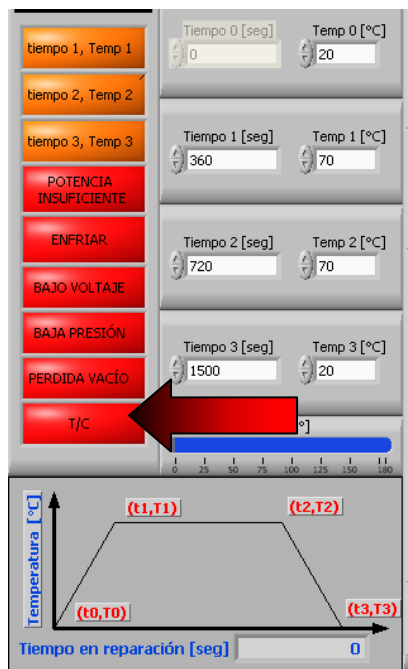 tiempo 1, Temp 1
tiempo 2, Temp 2
tiempo 3, Temp 3
POTENCIA
INSUFICIENTE
ENFRIAR
BAJO VOLTAJE
BAJA PRESIÓN
PERDIDA VACÍO
T/C
Tiempo 0 [seg] Temp 0 [°C]
0 20
Tiempo 1 [seg] Temp 1 [°C]
360 70
Tiempo 2 [seg] Temp 2 [°C]
720 70
Tiempo 3 [seg] Temp 3 [°C]
1500 20
°]
0 25 50 75 100 125 150 180
Temperatura [°C]
(t1,T1) (t2,T2)
(t0,T0) (t3,T3)
Tiempo en reparación [seg] 0